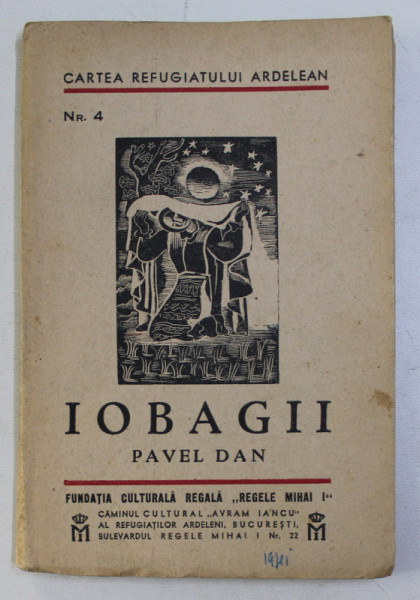 CARTEA REFUGIATULUI ARDELEAN
NR. 4
IOBAGII
PAVEL DAN
FUNDAȚIA CULTURALĂ REGALĂ „REGELE MIHAI I“
CĂMINUL CULTURAL „AVRAM IANCU“
AL REFUGIAȚILOR ARDELENI, BUCUREȘTI,
BULEVARDUL REGELE MIHAI I Nr. 22